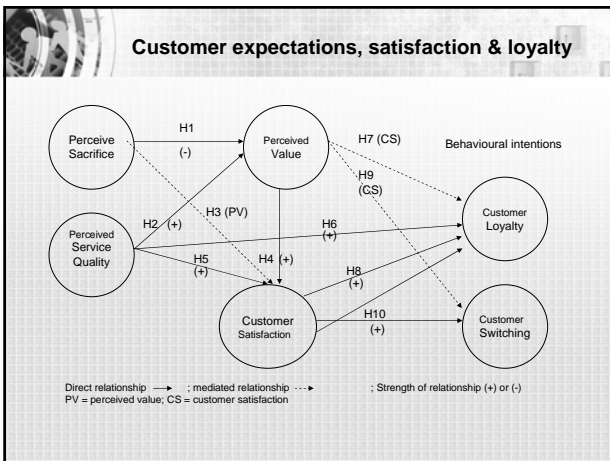 Customer expectations, satisfaction & loyalty
Perceive
Sacrifice
H1
(-)
Perceived
Value
H7 (CS)
Behavioural intentions
H9
(CS)
H2
(+)
H3 (PV)
Customer
Loyalty
Perceived
Service
Quality
H6
(+)
H5
(+)
H4 (+)
H8
(+)
Customer
Satisfaction
H10
(+)
Customer
Switching
Direct relationship ; mediated relationship ; Strength of relationship (+) or (-)
PV = perceived value; CS = customer satisfaction